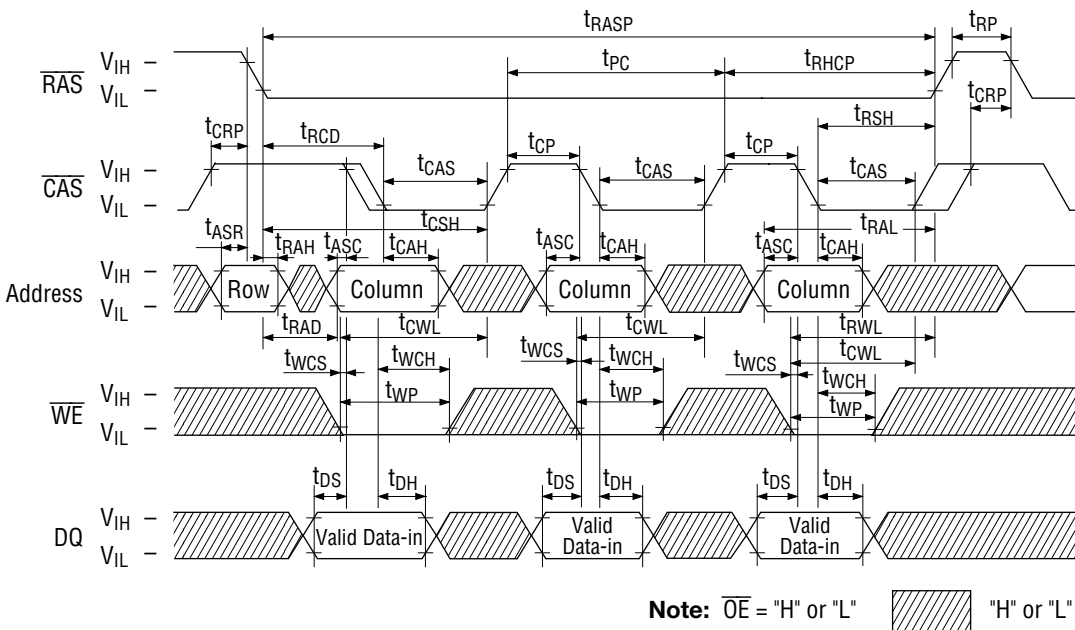 tRASP
tRP
VIH
RAS
VIL
tPC
tRHCP
tCRP
tRSH
tCRP
tRCD
tCP
tCP
VIH
CAS
VIL
tCAS
tCAS
tCAS
tCSH
tRAL
tASR
tRAH
tASC
tCAH
tASC
tCAH
tASC
tCAH
VIH
Address
VIL
Row
Column
Column
Column
tRAD
tCWL
tCWL
tRWL
tCWL
tWCS
tWCH
tWCS
tWCH
tWCS
tWCH
VIH
WE
VIL
tWP
tWP
tWP
tDS
tDH
tDS
tDH
tDS
tDH
VIH
DQ
VIL
Valid Data-in
Valid
Data-in
Valid
Data-in
Note: OE = "H" or "L"
"H" or "L"